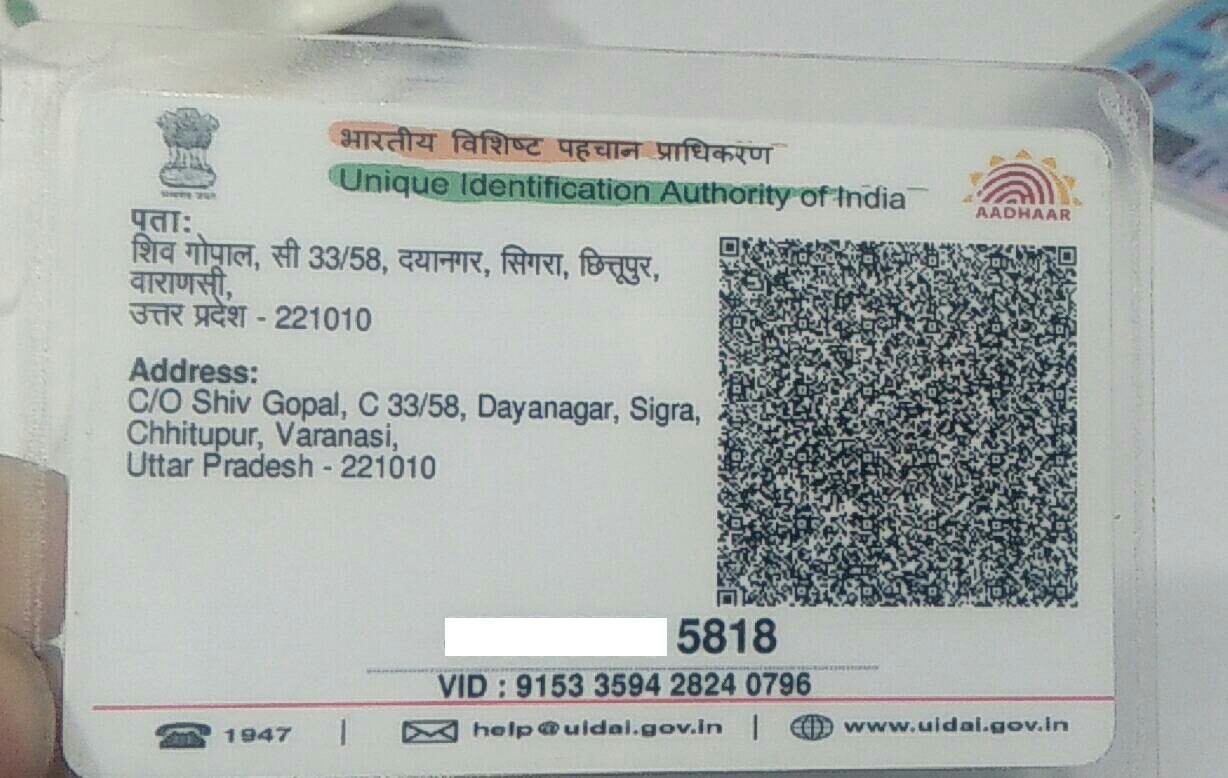 भारतीय विशिष्ट पहचान प्राधिकरण
Unique Identification Authority of India
AADHAAR
पता:
शिव गोपाल, सी 33/58, दयानगर, सिगरा, छित्तूपुर,
वाराणसी,
उत्तर प्रदेश - 221010
Address:
C/O Shiv Gopal, C 33/58, Dayanagar, Sigra,
Chhitupur, Varanasi,
Uttar Pradesh - 221010
5818
VID : 9153 3594 2824 0796
1947 | help@uidai.gov.in | www.uidai.gov.in